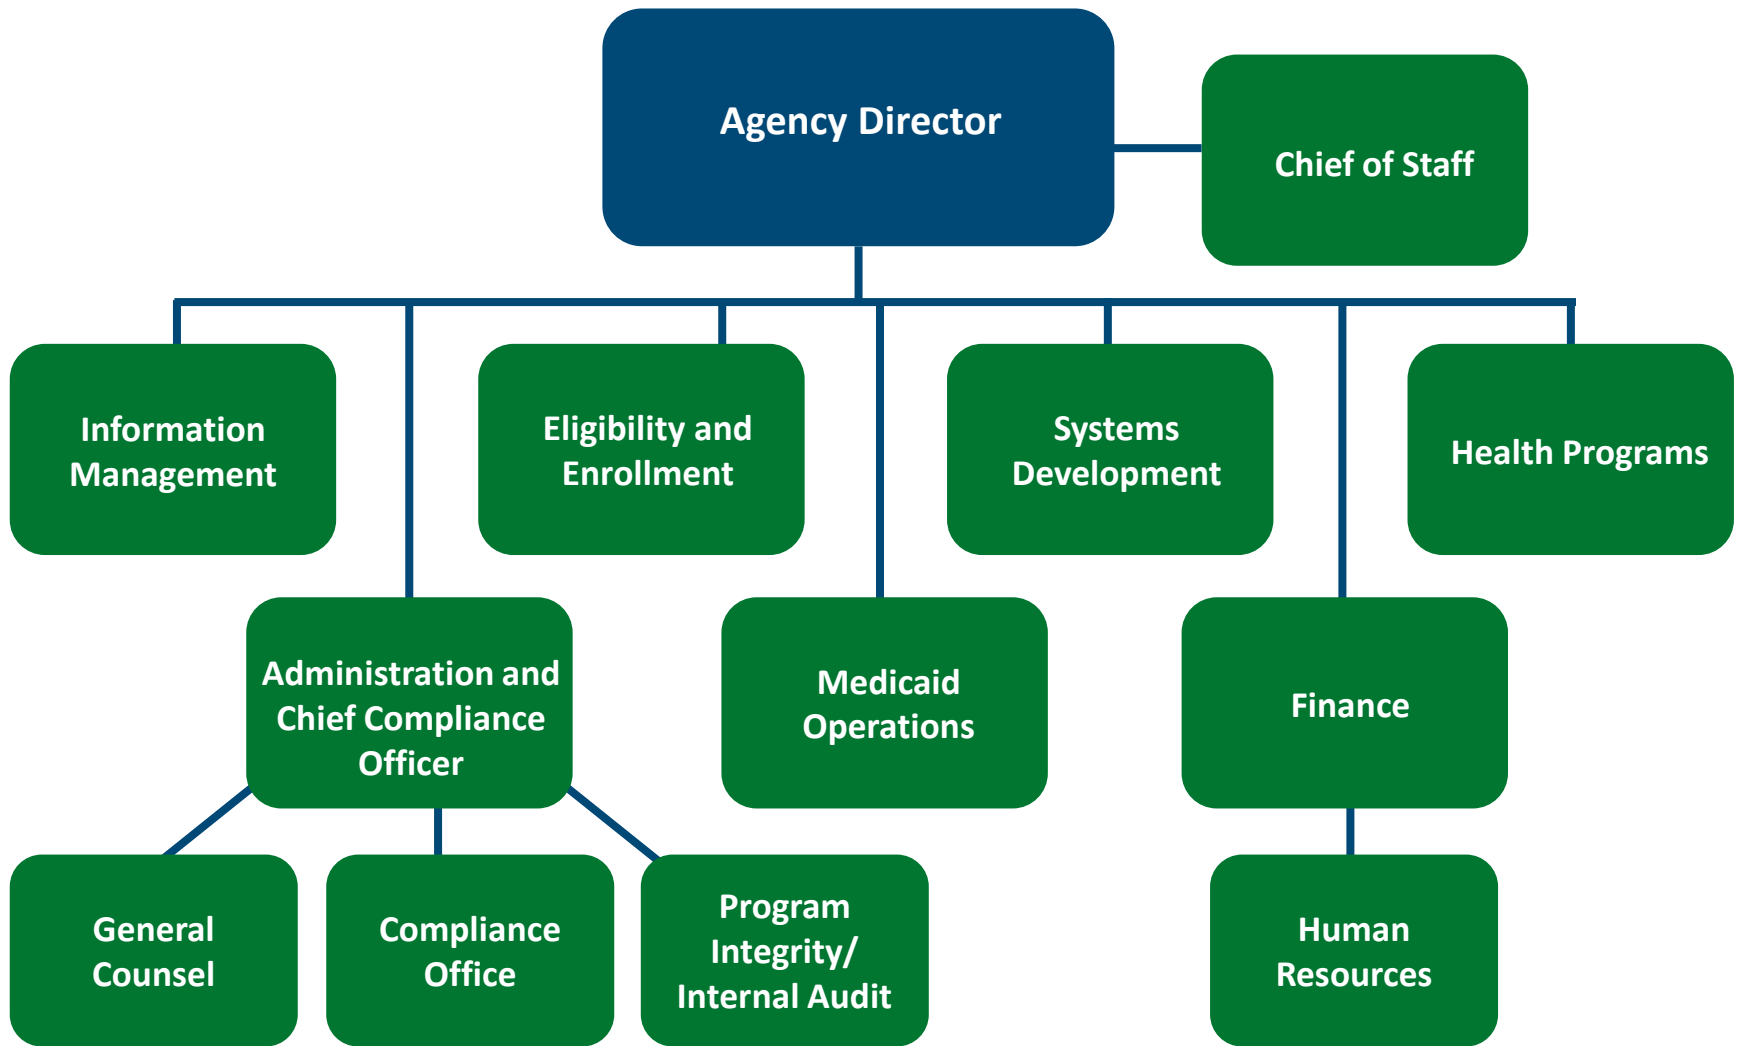 Agency Director
Chief of Staff
Information
Management
Eligibility and
Enrollment
Systems
Development
Health Programs
Administration and
Chief Compliance
Officer
Medicaid
Operations
Finance
General
Counsel
Compliance
Office
Program
Integrity/
Internal Audit
Human
Resources